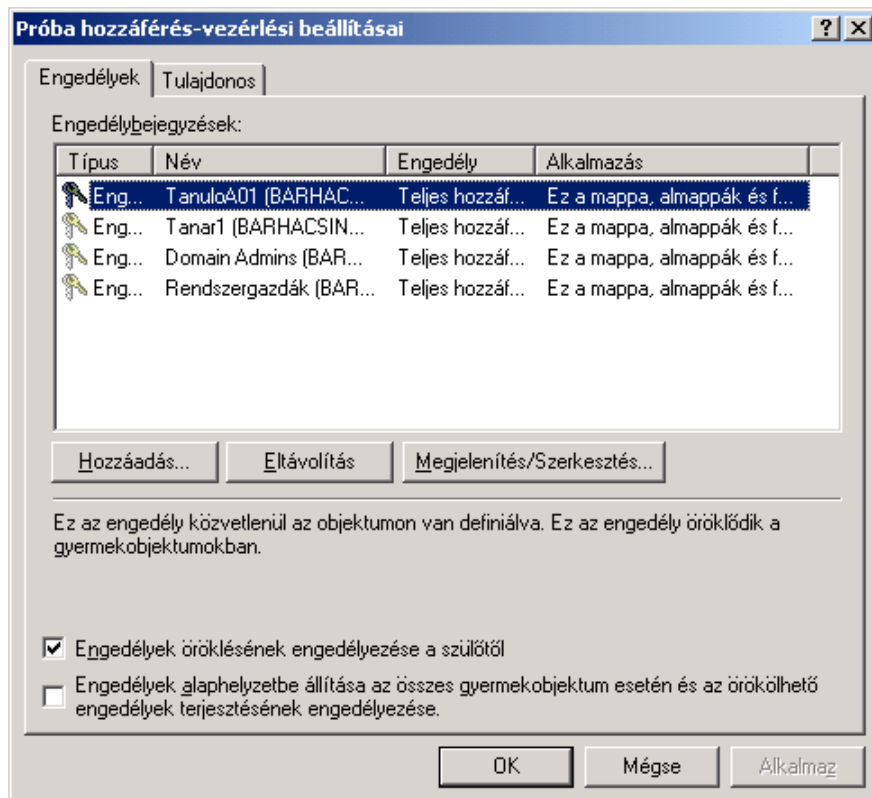 Próba hozzáférés-vezérlési beállításai
Engedélyek Tulajdonos
Engedélybejegyzések:
Típus Név Engedély Alkalmazás
Eng... TanuloA01 (BARHAC... Teljes hozzáf... Ez a mappa, almappák és f...
Eng... Tanar1 (BARHACSIN... Teljes hozzáf... Ez a mappa, almappák és f...
Eng... Domain Admins (BAR... Teljes hozzáf... Ez a mappa, almappák és f...
Eng... Rendszergazdák (BAR... Teljes hozzáf... Ez a mappa, almappák és f...
Hozzáadás... Eltávolítás Megjelenítés/Szerkesztés...
Ez az engedély közvetlenül az objektumon van definiálva. Ez az engedély öröklődik a
gyermekobjektumokban.
Engedélyek öröklésének engedélyezése a szülőtől
Engedélyek alaphelyzetbe állítása az összes gyermekobjektum esetén és az örökölhető
engedélyek terjesztésének engedélyezése.
OK Mégse Alkalmaz